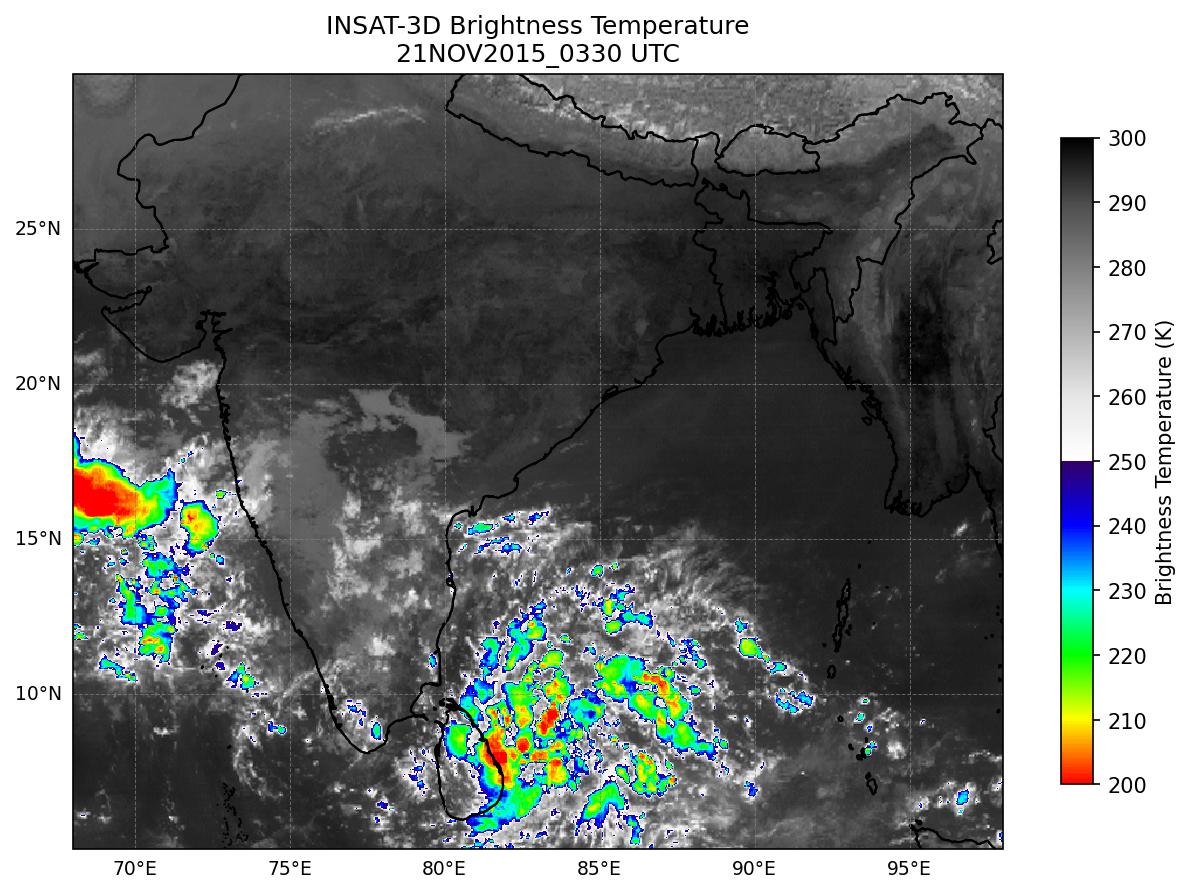 INSAT-3D Brightness Temperature
21NOV2015_0330 UTC
25°N
20°N
15°N
10°N
70°E
75°E
80°E
85°E
90°E
95°E
300
290
280
270
260
250
240
230
220
210
200
Brightness Temperature (K)